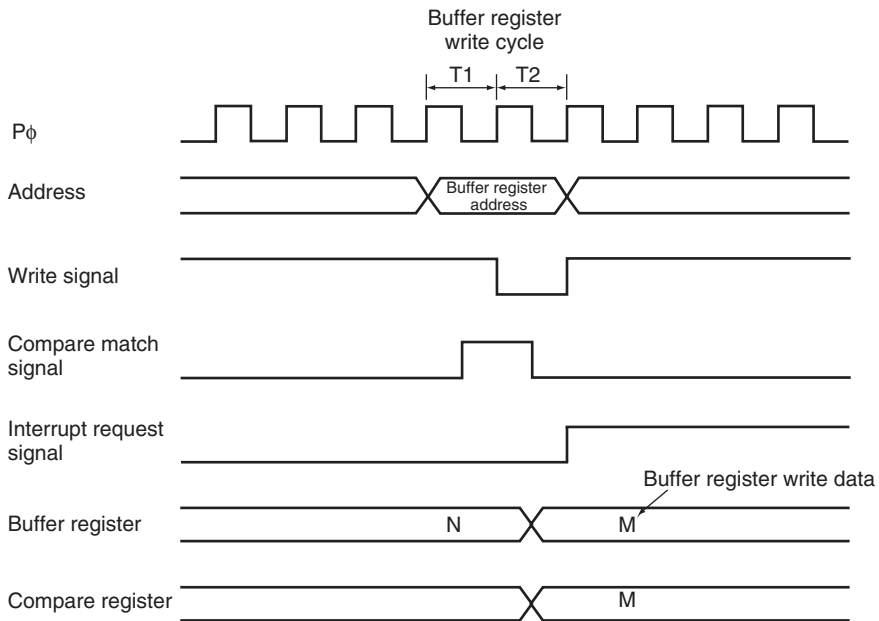 Buffer register
write cycle
T1 T2
Pϕ
Address
Buffer register
address
Write signal
Compare match
signal
Interrupt request
signal
Buffer register write data
Buffer register N M
Compare register M